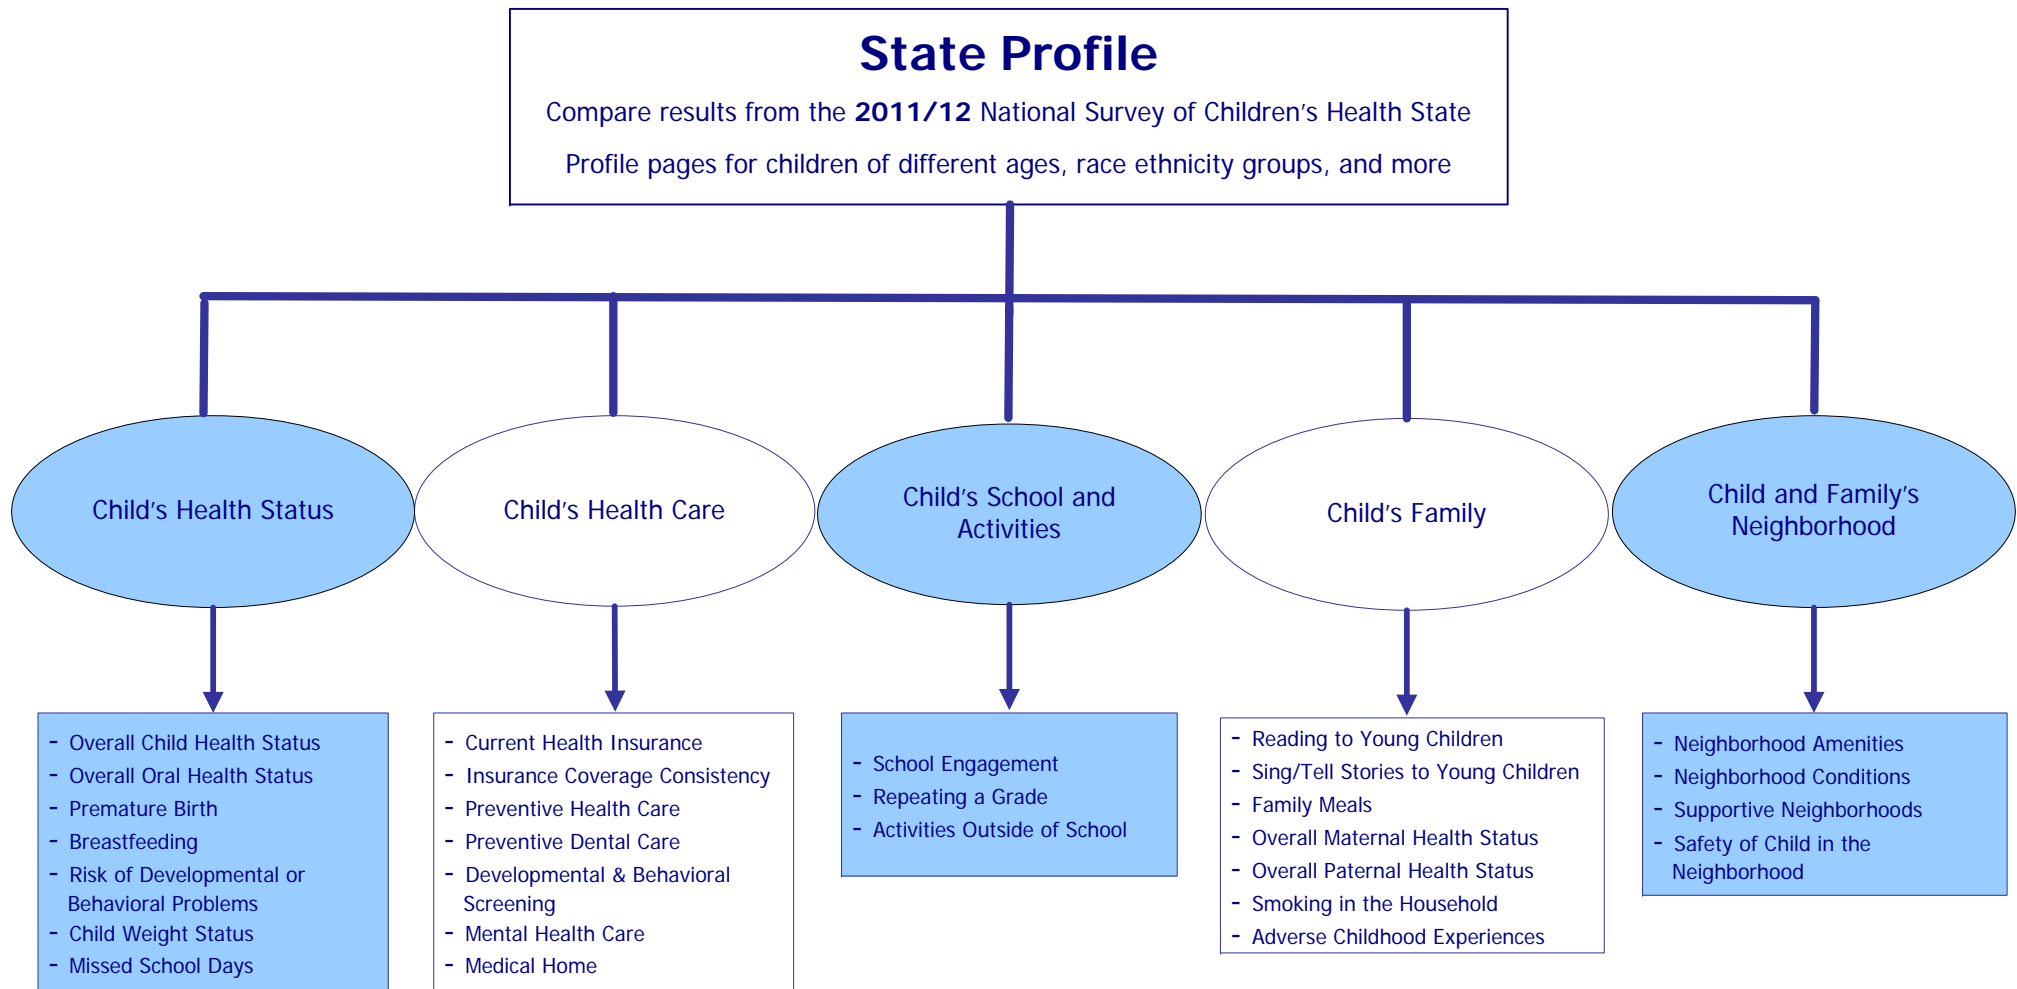 State Profile
Compare results from the 2011/12 National Survey of Children's Health State
Profile pages for children of different ages, race ethnicity groups, and more
Child's Health Status
Child's Health Care
Child's School and
Activities
Child's Family
Child and Family's
Neighborhood
- Overall Child Health Status
- Overall Oral Health Status
- Premature Birth
- Breastfeeding
- Risk of Developmental or
Behavioral Problems
- Child Weight Status
- Missed School Days
- Current Health Insurance
- Insurance Coverage Consistency
- Preventive Health Care
- Preventive Dental Care
- Developmental & Behavioral
Screening
- Mental Health Care
- Medical Home
- School Engagement
- Repeating a Grade
- Activities Outside of School
- Reading to Young Children
- Sing/Tell Stories to Young Children
- Family Meals
- Overall Maternal Health Status
- Overall Paternal Health Status
- Smoking in the Household
- Adverse Childhood Experiences
- Neighborhood Amenities
- Neighborhood Conditions
- Supportive Neighborhoods
- Safety of Child in the
Neighborhood